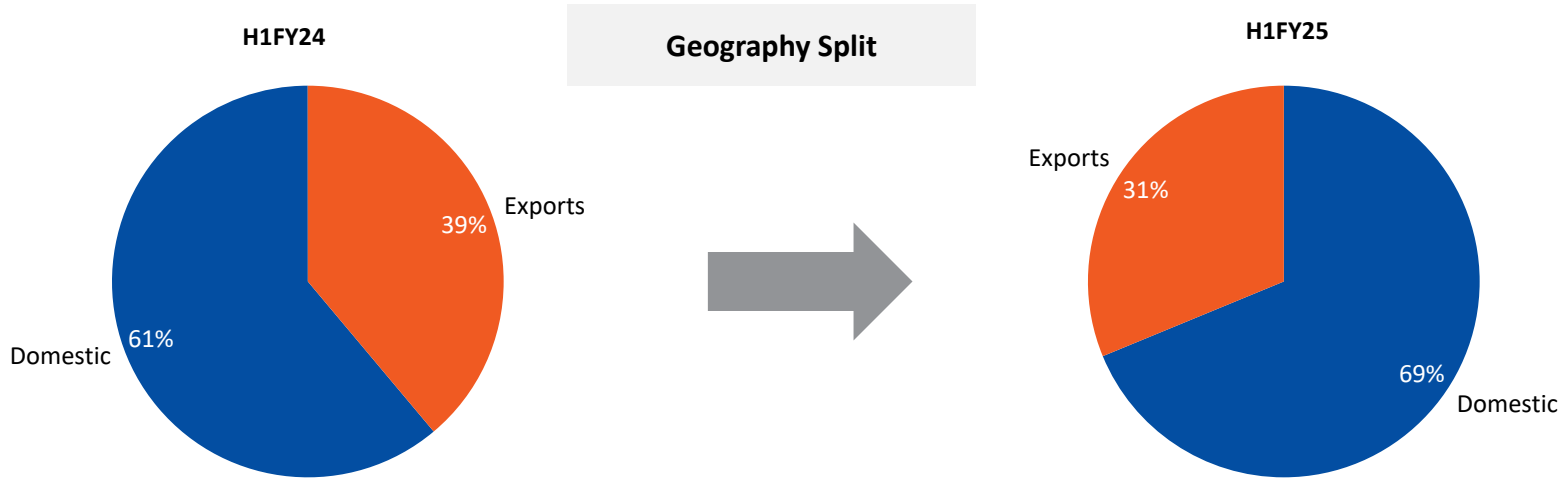 H1FY24
Geography Split
H1FY25
Exports
39%
61%
Domestic
Exports
31%
69%
Domestic